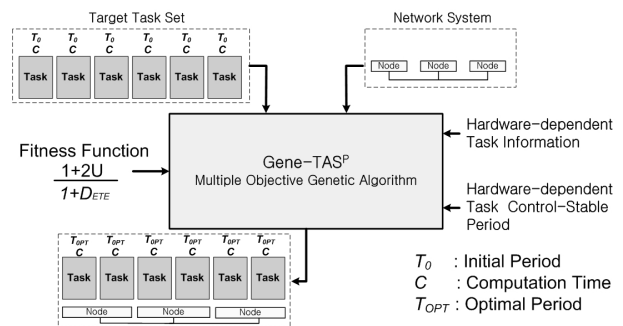 Target Task Set
Network System
T0 T0 T0 T0 T0 T0
C C C C C C
Task Task Task Task Task Task
Node Node Node
Hardware-dependent
Task Information
Gene-TASP
Multiple Objective Genetic Algorithm
Fitness Function
1+2U
1+DETE
Hardware-dependent
Task Control-Stable
Period
TOPT TOPT TOPT TOPT TOPT TOPT
C C C C C C
Task Task Task Task Task Task
Node Node Node
T0 : Initial Period
C : Computation Time
TOPT : Optimal Period